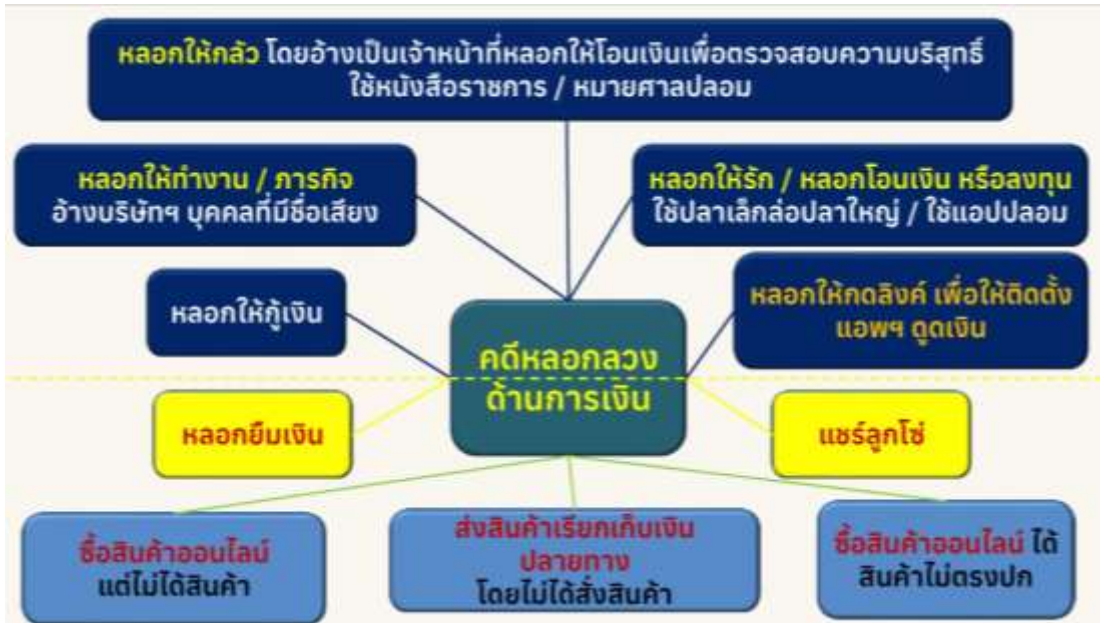 หลอกให้กลัว โดยอ้างเป็นเจ้าหน้าที่หลอกให้โอนเงินเพื่อตรวจสอบความบริสุทธิ์
ใช้หนังสือราชการ / หมายศาลปลอม
หลอกให้ทำงาน / ภารกิจ
อ้างบริษัทฯ บุคคลที่มีชื่อเสียง
หลอกให้รัก / หลอกโอนเงิน หรือลงทุน
ใช้ปลาเล็กล่อปลาใหญ่ / ใช้แอปปลอม
หลอกให้กู้เงิน
หลอกให้กดลิงค์ เพื่อให้ติดตั้ง
แอพฯ ดูดเงิน
คดีหลอกลวง
ด้านการเงิน
หลอกยืมเงิน
แชร์ลูกโซ่
ซื้อสินค้าออนไลน์
แต่ไม่ได้สินค้า
ส่งสินค้าเรียกเก็บเงิน
ปลายทาง
โดยไม่ได้สั่งสินค้า
ซื้อสินค้าออนไลน์ ได้
สินค้าไม่ตรงปก